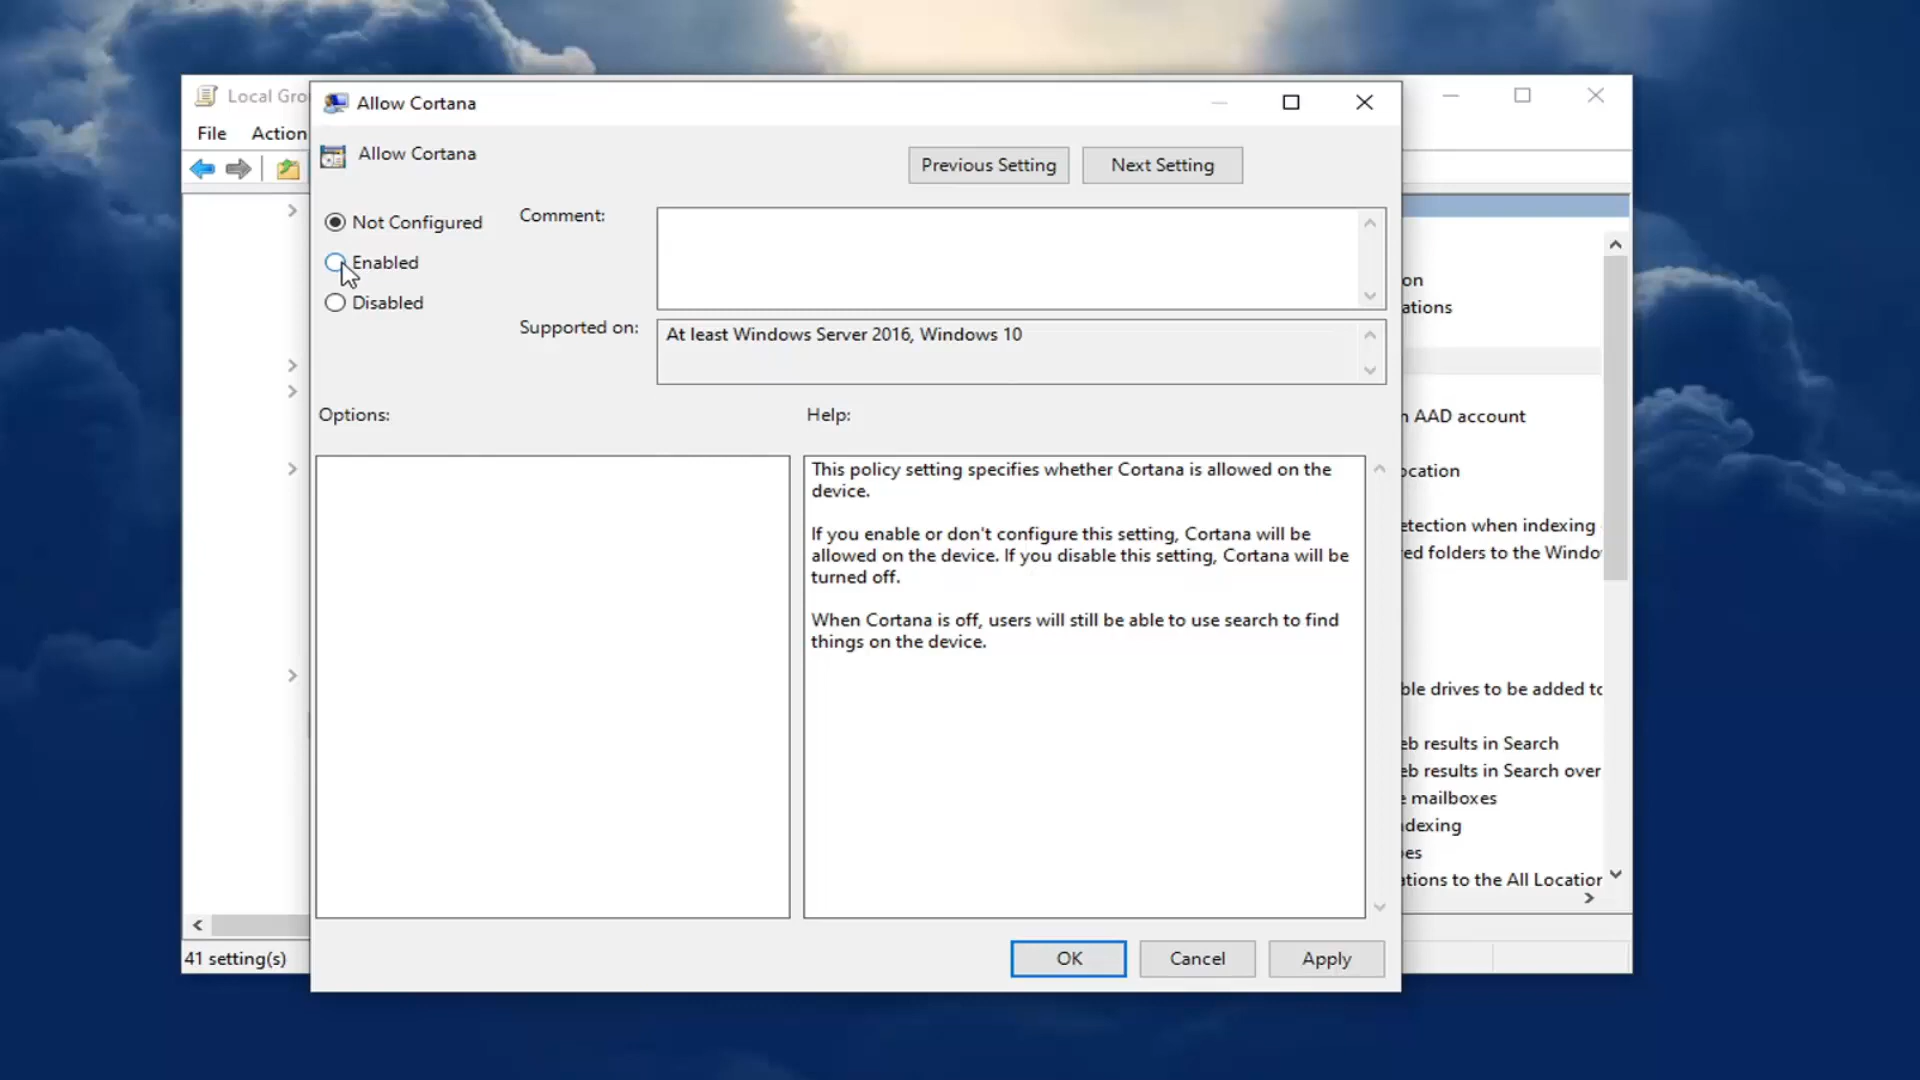 Local Gro
File Action
Allow Cortana
Allow Cortana
Previous Setting
Next Setting
Not Configured
Enabled
Disabled
Comment:
Supported on:
At least Windows Server 2016, Windows 10
Options:
Help:
This policy setting specifies whether Cortana is allowed on the
device.
If you enable or don't configure this setting, Cortana will be
allowed on the device. If you disable this setting, Cortana will be
turned off.
When Cortana is off, users will still be able to use search to find
things on the device.
OK
Cancel
Apply
on
ations
AAD account
ocation
etection when indexing
ed folders to the Windo
ble drives to be added to
eb results in Search
eb results in Search over
e mailboxes
ndexing
pes
ations to the All Location
41 setting(s)